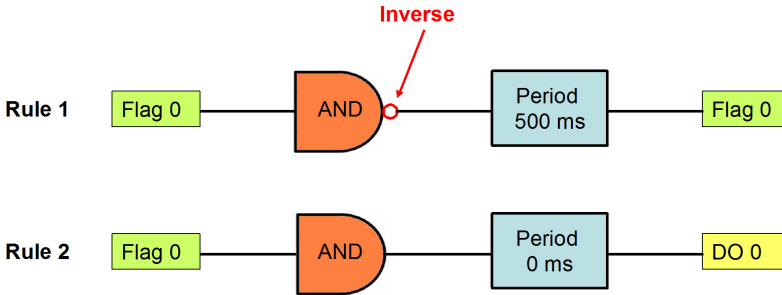 Inverse
Rule 1
Flag 0
AND
Period
500 ms
Flag 0
Rule 2
Flag 0
AND
Period
0 ms
DO 0